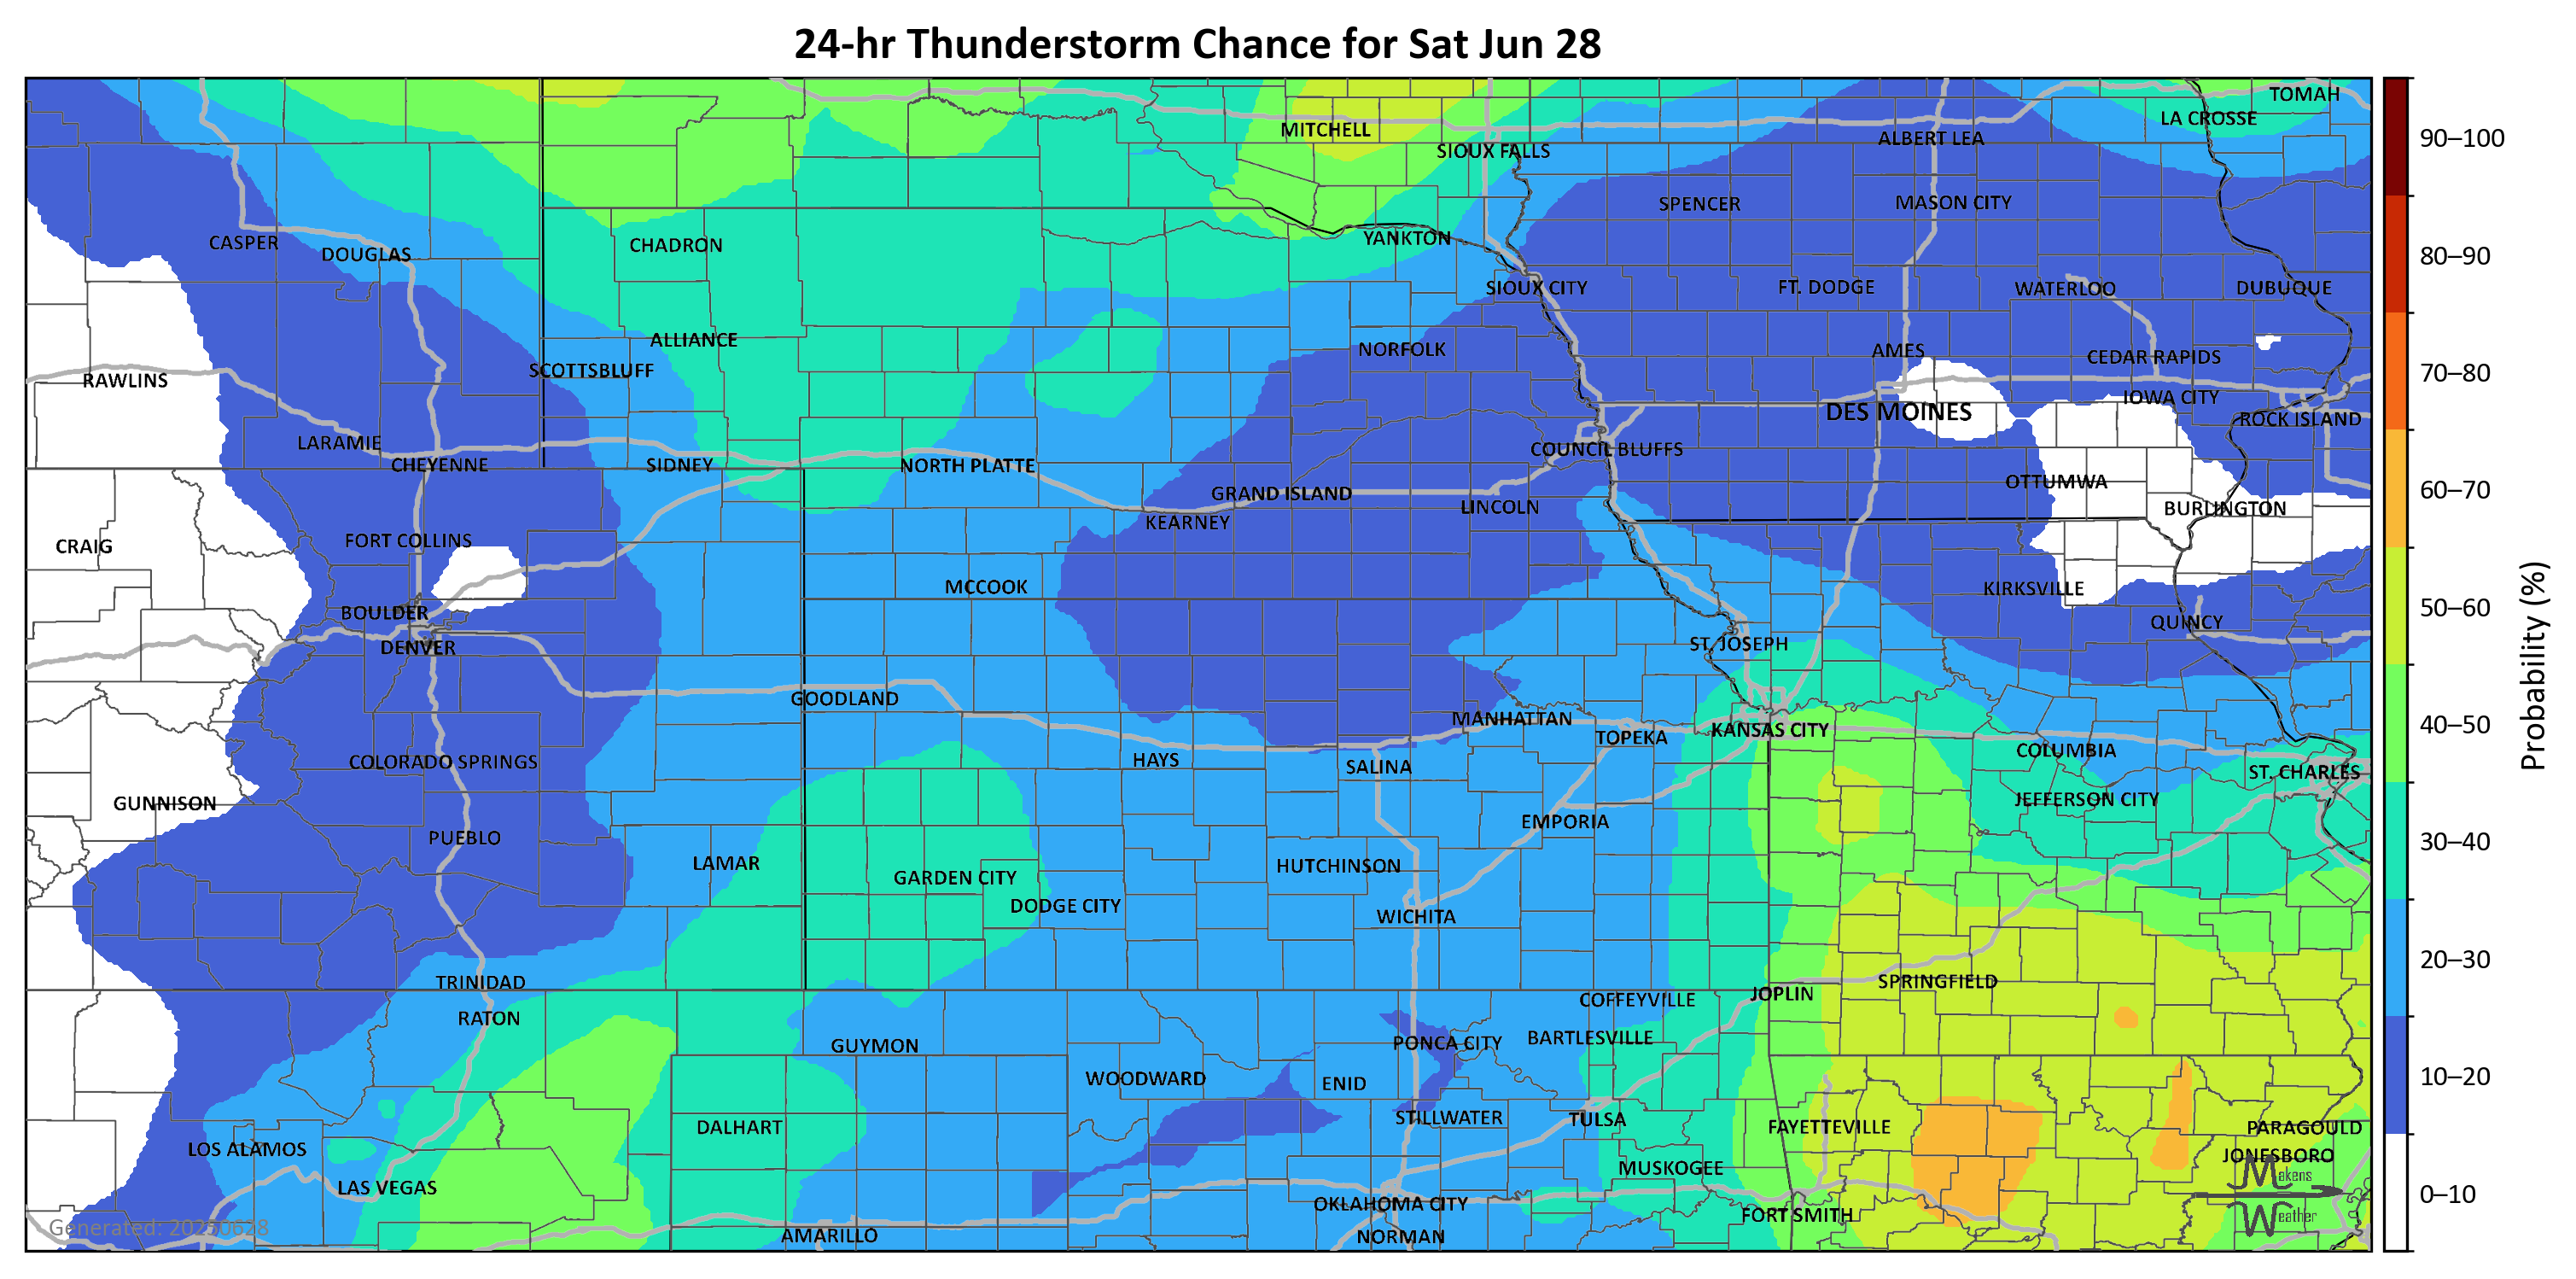 24-hr Thunderstorm Chance for Sat Jun 28
TOMAH
LA CROSSE
MITCHELL
ALBERT LEA
SIOUX FALLS
SPENCER
MASON CITY
CASPER
DOUGLAS
CHADRON
YANKTON
SIOUX CITY
FT. DODGE
WATERLOO
DUBUQUE
ALLIANCE
NORFOLK
AMES
CEDAR RAPIDS
RAWLINS
SCOTTSBLUFF
IOWA CITY
DES MOINES
ROCK ISLAND
LARAMIE
COUNCIL BLUFFS
CHEYENNE
SIDNEY
NORTH PLATTE
OTTUMWA
GRAND ISLAND
LINCOLN
BURLINGTON
KEARNEY
CRAIG
FORT COLLINS
MCCOOK
KIRKSVILLE
BOULDER
QUINCY
DENVER
ST. JOSEPH
GOODLAND
MANHATTAN
TOPEKA
KANSAS CITY
COLUMBIA
COLORADO SPRINGS
HAYS
SALINA
ST. CHARLES
GUNNISON
JEFFERSON CITY
EMPORIA
PUEBLO
LAMAR
HUTCHINSON
GARDEN CITY
DODGE CITY
WICHITA
TRINIDAD
SPRINGFIELD
COFFEYVILLE
JOPLIN
RATON
GUYMON
PONCA CITY
BARTLESVILLE
WOODWARD
ENID
STILLWATER
TULSA
DALHART
FAYETTEVILLE
PARAGOULD
LOS ALAMOS
JONESBORO
MUSKOGEE
LAS VEGAS
OKLAHOMA CITY
FORT SMITH
AMARILLO
NORMAN
Generated: 20250628
Makens
Weather
90–100
80–90
70–80
60–70
50–60
40–50
30–40
20–30
10–20
0–10
Probability (%)